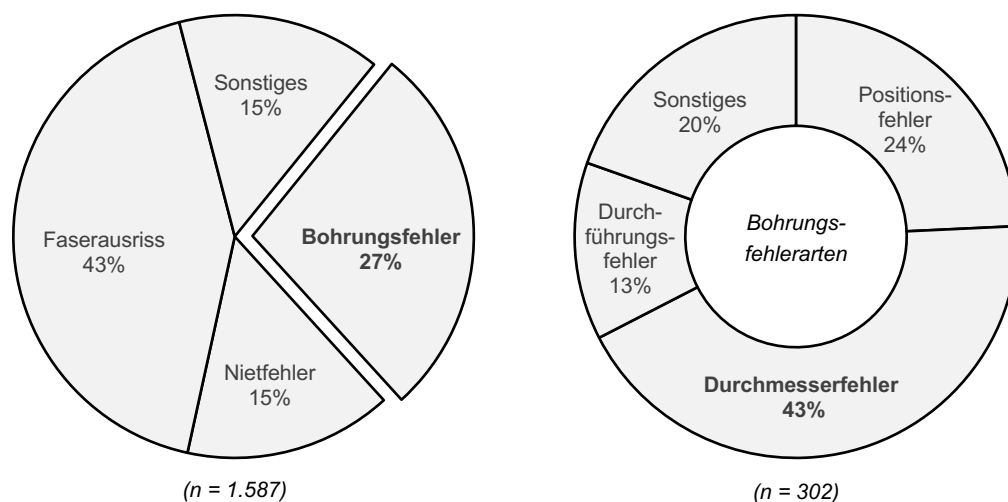 Sonstiges
15%
Bohrungsfehler
27%
Faserausriss
43%
Nietfehler
15%
(n = 1.587)
Sonstiges
20%
Positions-
fehler
24%
Durch-
führungs-
fehler
13%
Bohrungs-
fehlerarten
Durchmesserfehler
43%
(n = 302)